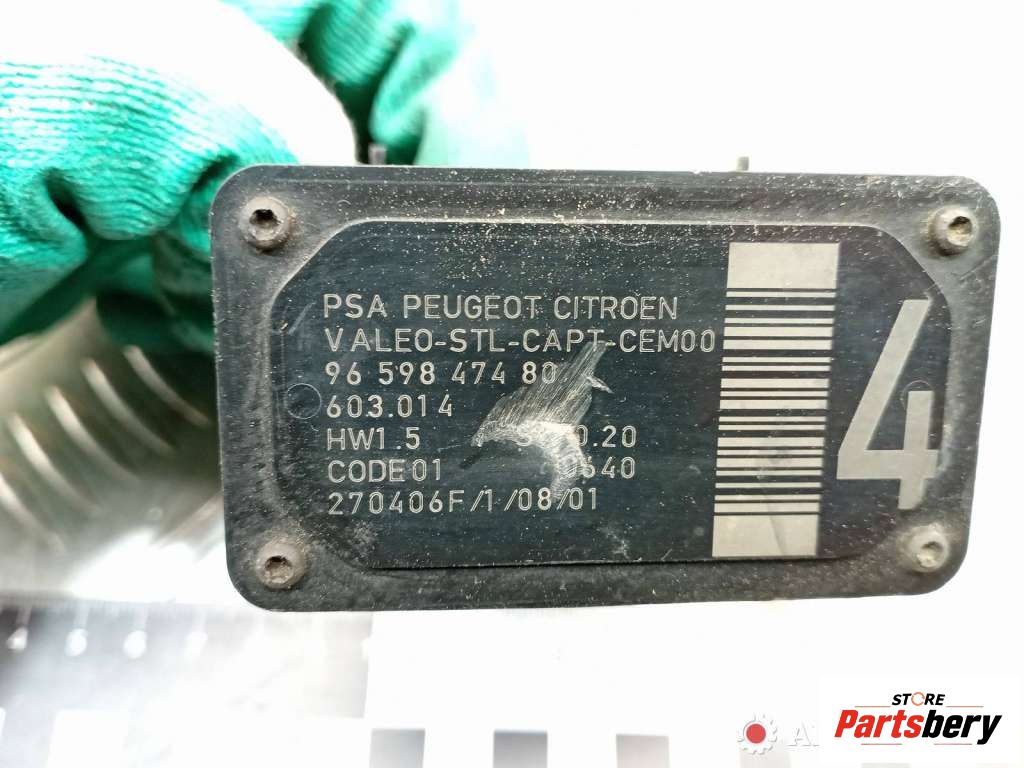 PSA PEUGEOT CITROEN
VALEO-STL-CAPT-CEM00
96 598 474 80
603.014
HW1.5
CODE01
270406F/1/08/01
4
STORE
Partsbery